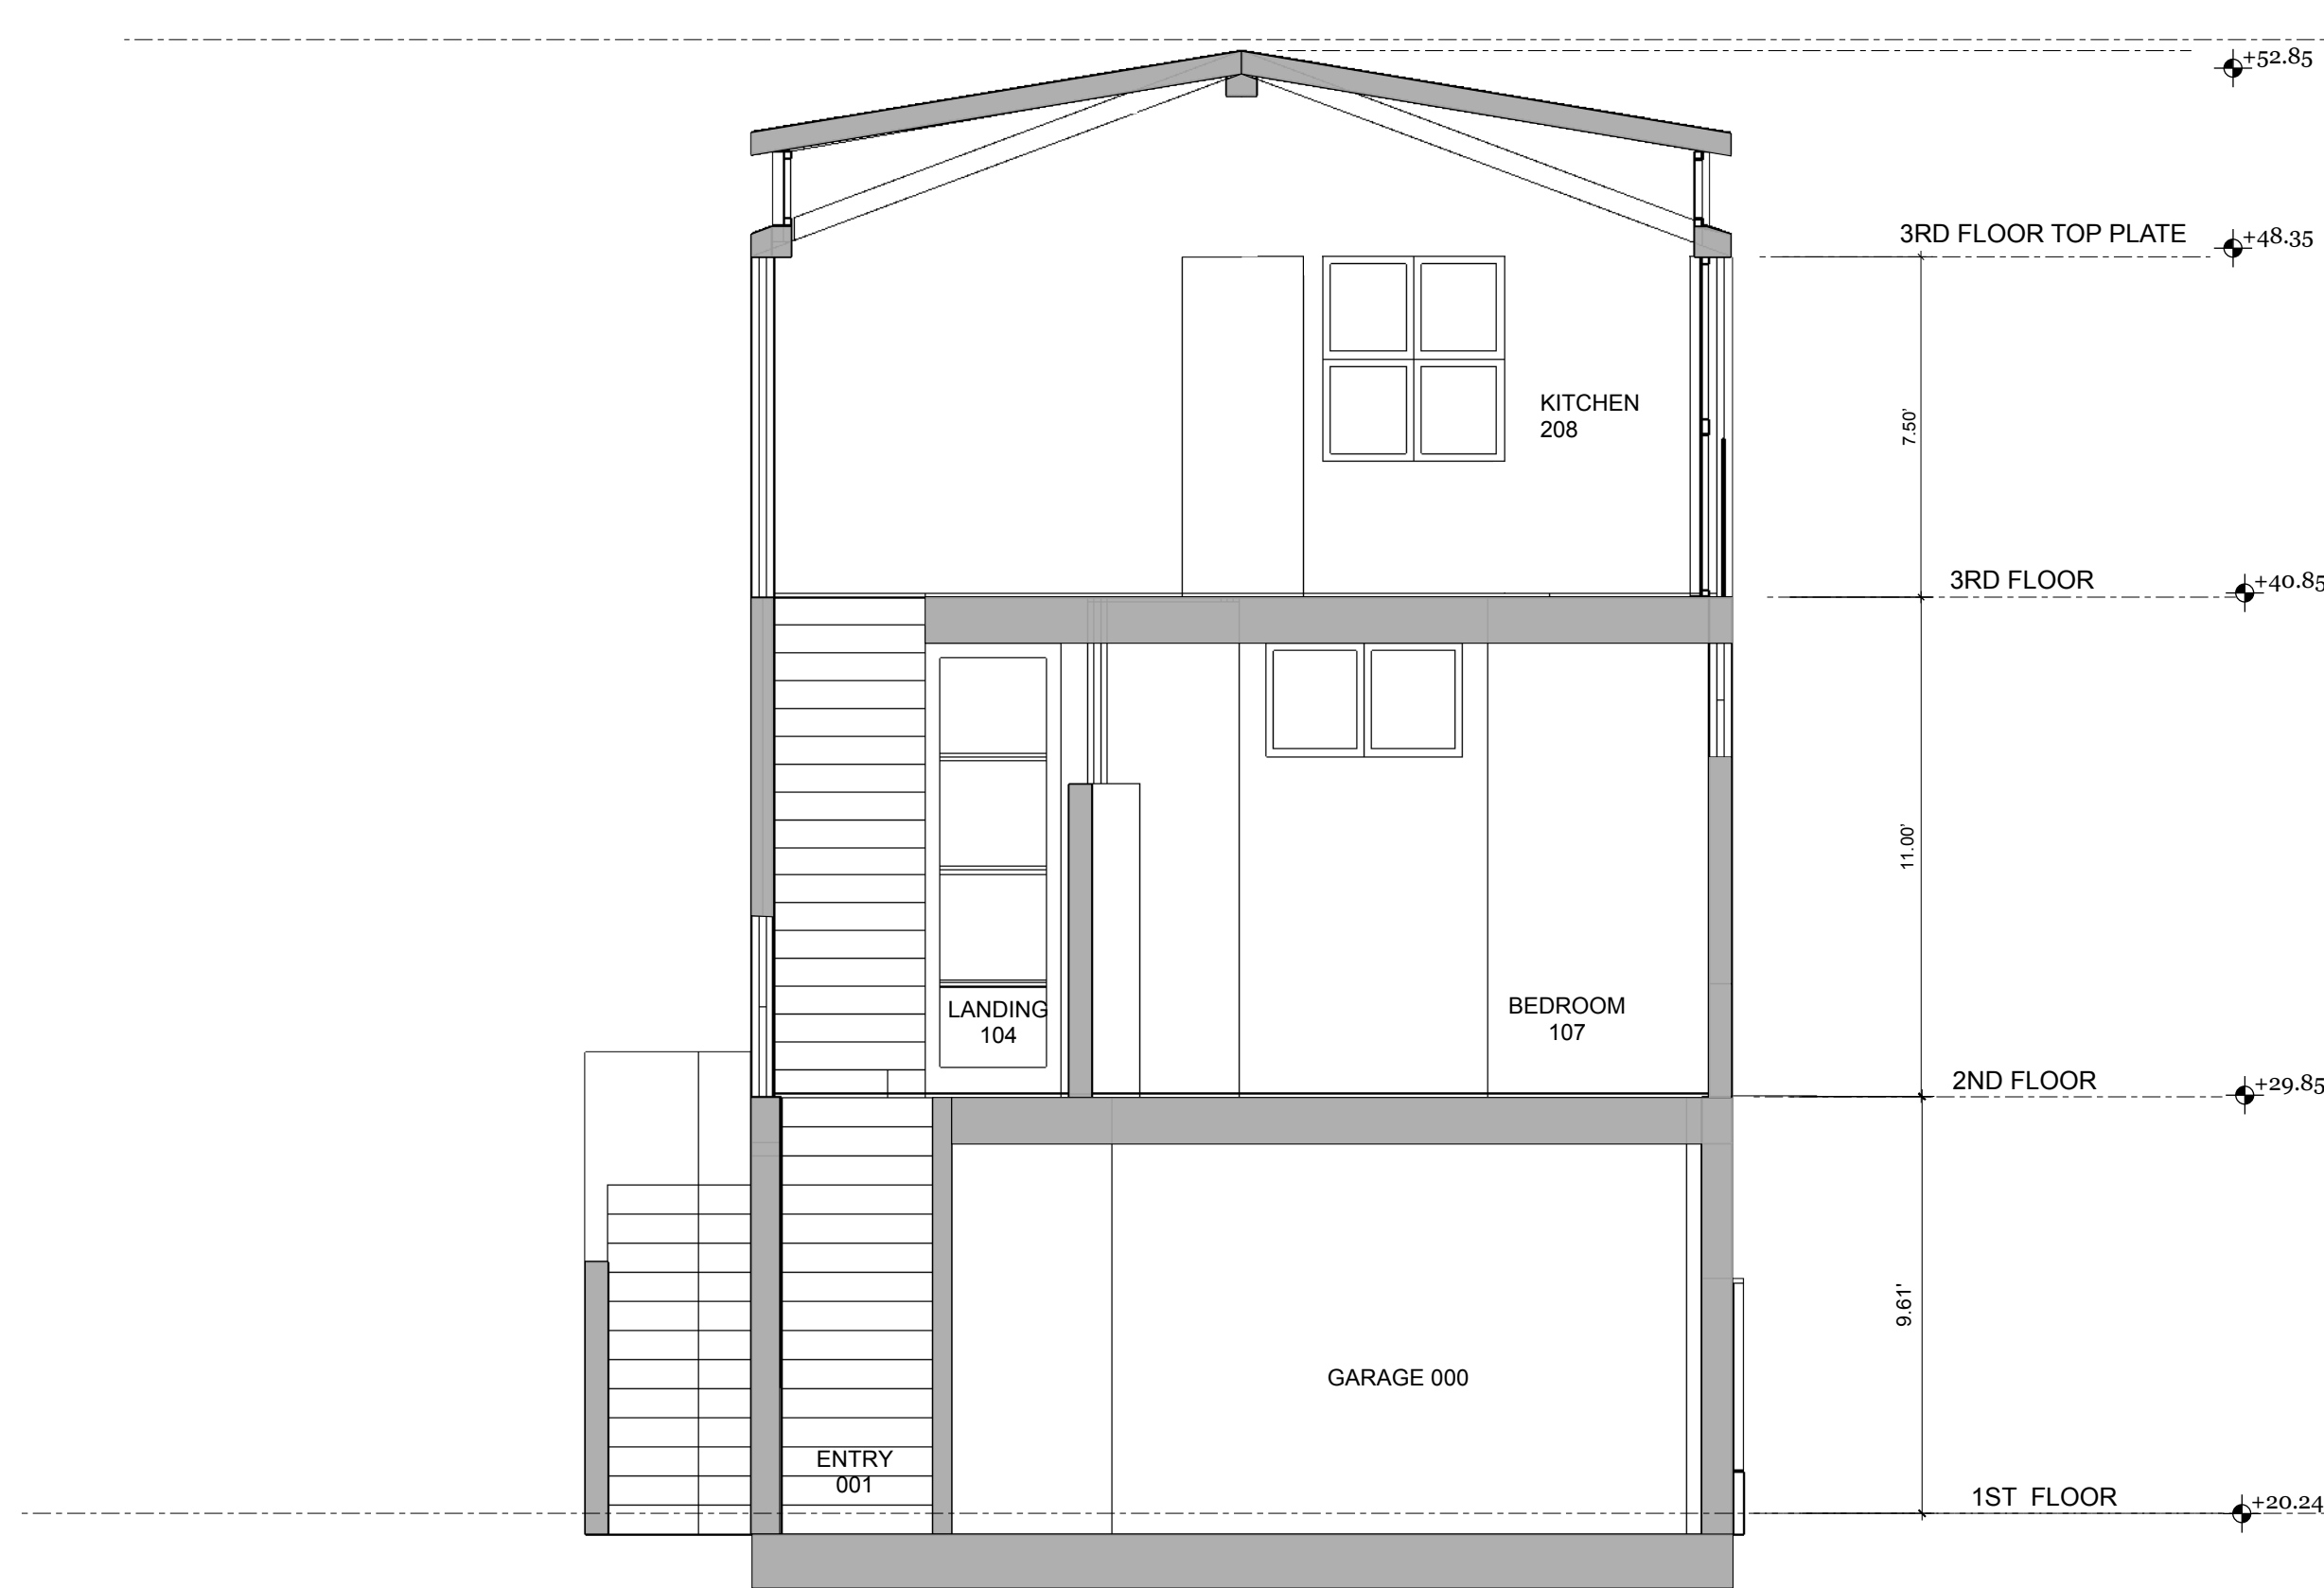 +52.85
3RD FLOOR TOP PLATE
+48.35
KITCHEN
208
7.50'
3RD FLOOR
+40.85
11.00'
LANDING
104
BEDROOM
107
2ND FLOOR
+29.85
9.61'
GARAGE 000
ENTRY
001
1ST FLOOR
+20.24